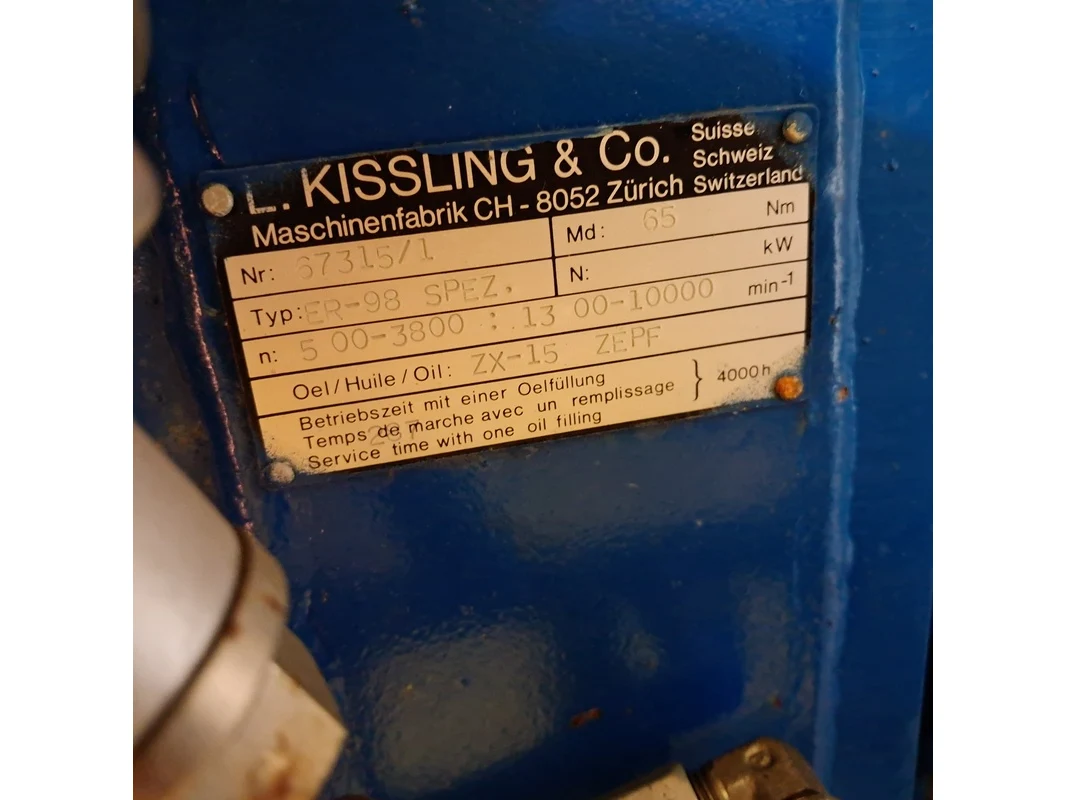 L. KISSLING & Co. Suisse Schweiz Switzerland
Maschinenfabrik CH - 8052 Zürich
Nr: 67315/1 Md: 65 Nm
Typ: ER-98 SPEZ. N: kW
n: 5 00-3800 : 13 00-10000 min-1
Oel / Huile / Oil: ZX-15 ZEPF
Betriebszeit mit einer Oelfüllung
Temps de marche avec un remplissage } 4000 h
Service time with one oil filling